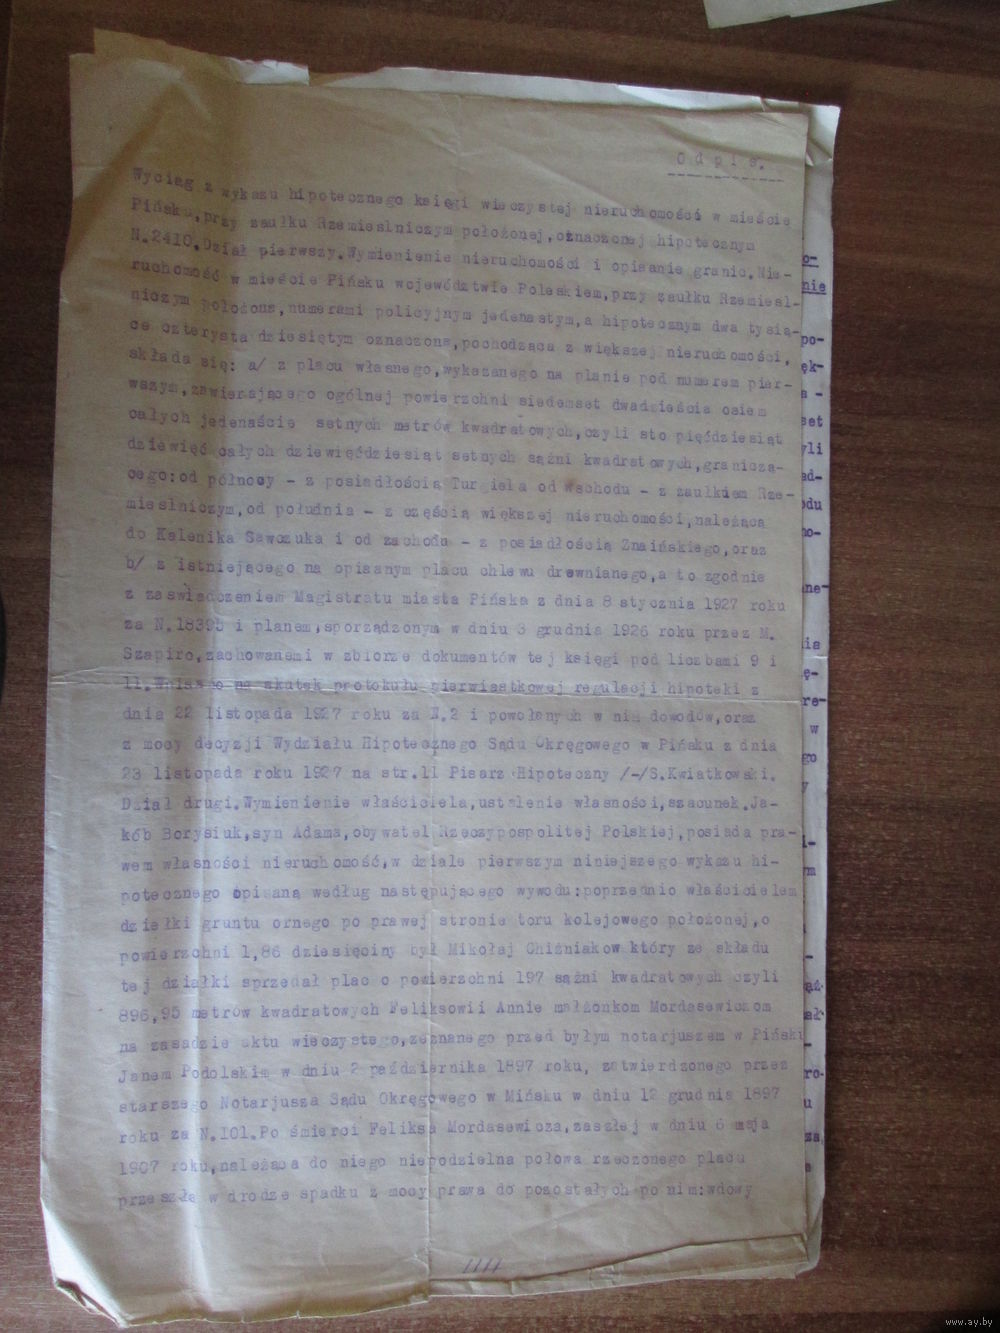 Odpis.
Wyciąg z wykazu hipotecznego księgi wieczystej nieruchomości w mieście
Pińsku,przy zaułku Rzemieslniczym położonej,oznaczonej hipotecznym
N.2410.Dział pierwszy.Wymienienie nieruchomości i opisanie granic.Nie-
ruchomość w mieście Pińsku województwie Poleskiem,przy zaułku Rzemiesl-
niczym położona,numerami policyjnym jedenastym,a hipotecznym dwa tysią-
ce czterysta dziesiętym oznaczona,pochodząca z większej nieruchomości,
składa się: a/ z placu własnego,wykazanego na planie pod numerem pier-
wszym,zawierającego ogólnej powierzchni siedemset dwadzieścia osiem
całych jedenaście setnych metrów kwadratowych,czyli sto pięćdziesiąt
dziewięć całych dziewięćdziesiąt setnych sążni kwadratowych,granicza-
cego:od północy - z posiadłością Turgiela od wschodu - z zaułkiem Rze-
mieslniczym,od południa - z częścią większej nieruchomości,należąca
do Kalenika Sawczuka i od zachodu - z posiadłością Znaińskiego,oraz
b/ z istniejącego na opisanym placu chlewu drewnianego,a to zgodnie
z zaswiadczeniem Magistratu miasta Pińska z dnia 8 stycznia 1927 roku
za N.18395 i planem,sporządzonym w dniu 3 grudnia 1926 roku przez M.
Szapiro,zachowanemi w zbiorze dokumentów tej księgi pod liczbami 9 i
11.Wpisano na skutek protokułu pierwiastkowej regulacji hipoteki z
dnia 22 listopada 1927 roku za N.2 i powołanych w nim dowodów,oraz
z mocy decyzji Wydziału Hipotecznego Sądu Okręgowego w Pińsku z dnia
23 listopada roku 1927 na str.11 Pisarz Hipoteczny /-/S.Kwiatkowski.
Dział drugi.Wymienienie właściciela,ustalenie własności,szacunek.Ja-
kób Borysiuk,syn Adama,obywatel Rzeczypospolitej Polskiej,posiada pra-
wem własności nieruchomość,w dziale pierwszym niniejszego wykazu hi-
potecznego opisaną według następującego wywodu:poprzednio właścicielem
działki gruntu ornego po prawej stronie toru kolejowego położonej,o
powierzchni 1,86 dziesięciny był Mikołaj Chiżniakow który ze składu
tej działki sprzedał plac o powierzchni 197 sążni kwadratowych czyli
896,95 metrów kwadratowych Feliksowii Annie małżonkom Mordasewiczom
na zasadzie aktu wieczystego,zeznanego przed byłym notarjuszem w Pińsku
Janem Podolskim w dniu 2 października 1897 roku, zatwierdzonego przez
starszego Notarjusza Sądu Okręgowego w Mińsku w dniu 12 grudnia 1897
roku za N.101.Po śmierci Feliksa Mordasewicza,zaszłej w dniu 6 maja
1907 roku,należąca do niego niepodzielna połowa rzeczonego placu
przeszła w drodze spadku z mocy prawa do pozostałych po nim:wdowy
www.ay.by